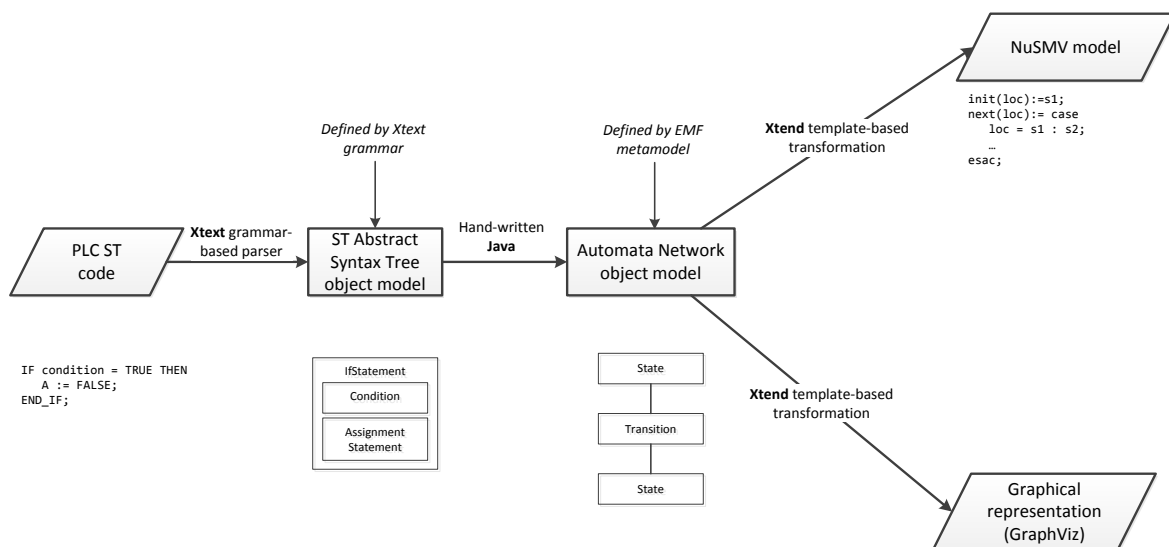 NuSMV model
init(loc):=s1;
next(loc):= case
loc = s1 : s2;
…
esac;
Xtend template-based
transformation
Defined by Xtext
grammar
Defined by EMF
metamodel
PLC ST
code
Xtext grammar-
based parser
ST Abstract
Syntax Tree
object model
Hand-written
Java
Automata Network
object model
IF condition = TRUE THEN
A := FALSE;
END_IF;
IfStatement
Condition
Assignment
Statement
State
Transition
State
Xtend template-based
transformation
Graphical
representation
(GraphViz)